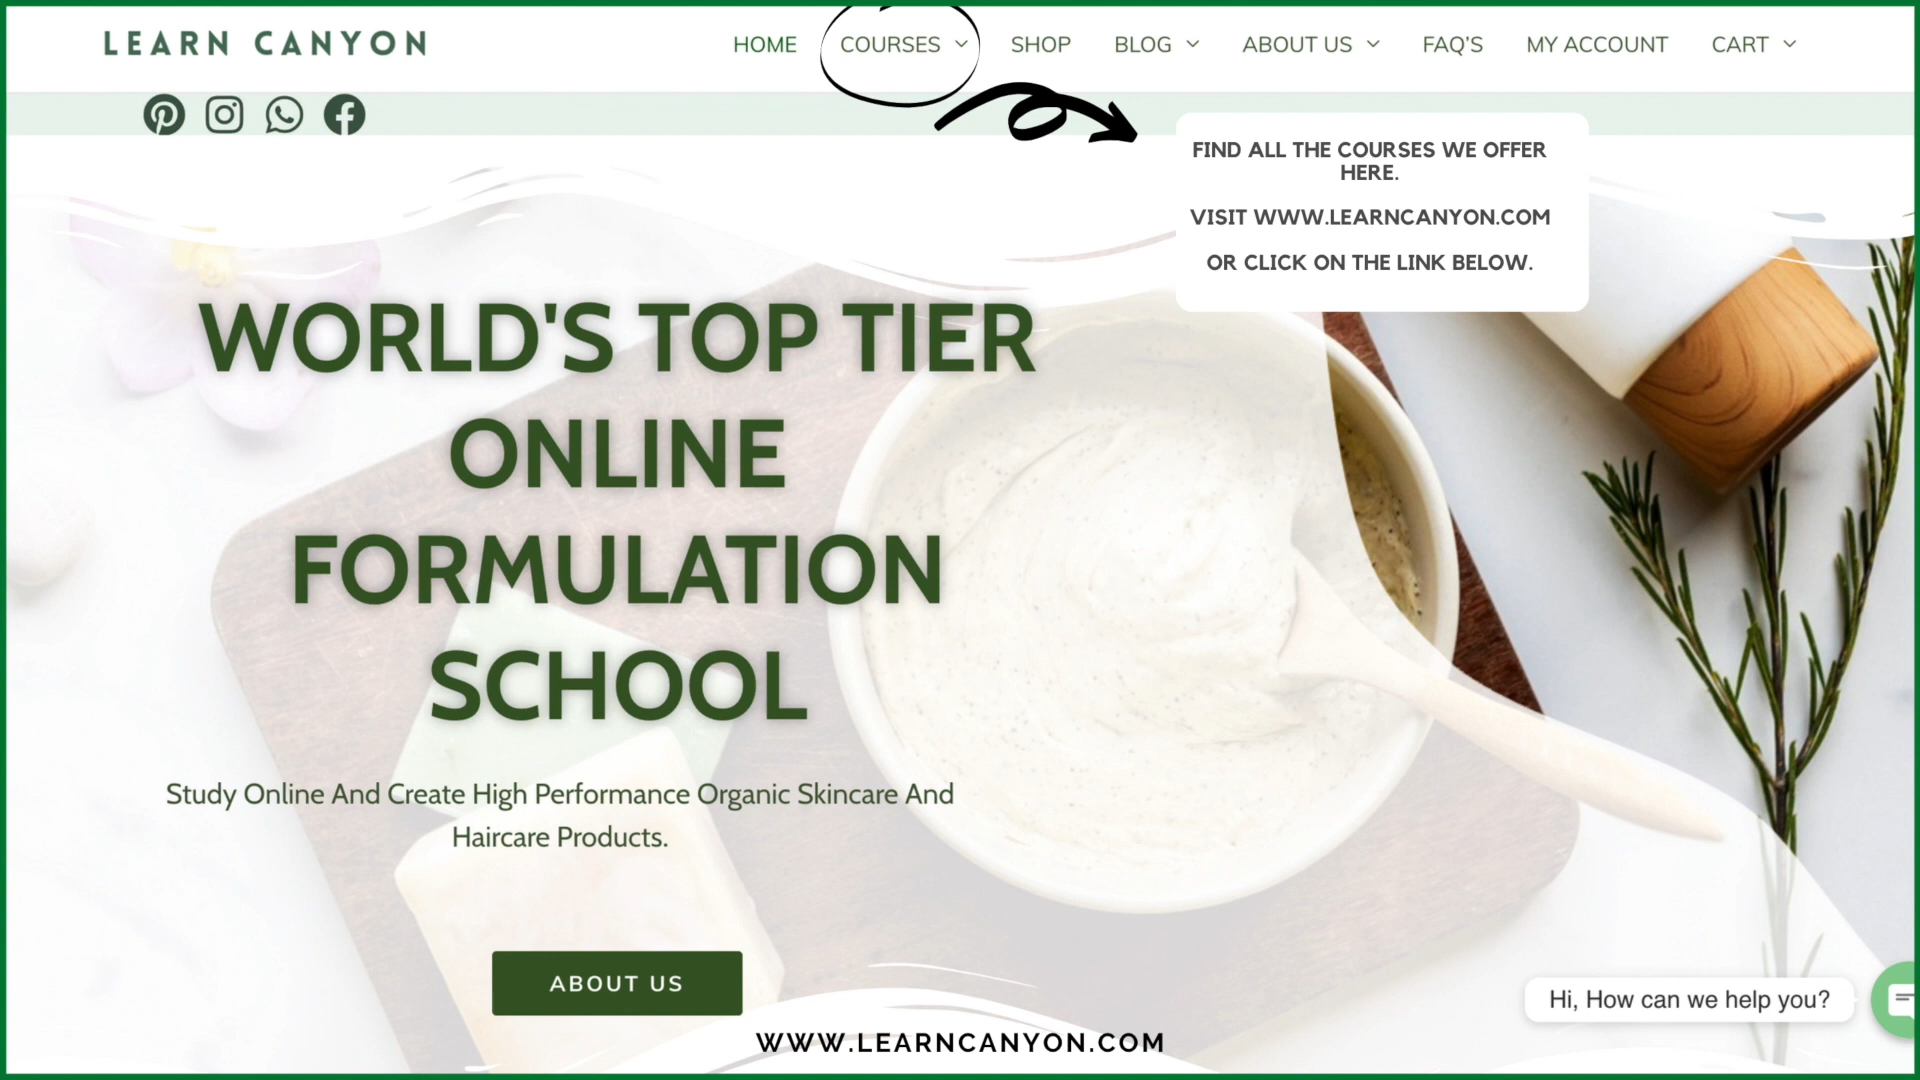 LEARN CANYON
HOME COURSES SHOP BLOG ABOUT US FAQ'S MY ACCOUNT CART
FIND ALL THE COURSES WE OFFER
HERE.
VISIT WWW.LEARNCANYON.COM
OR CLICK ON THE LINK BELOW.
WORLD'S TOP TIER
ONLINE
FORMULATION
SCHOOL
Study Online And Create High Performance Organic Skincare And
Haircare Products.
ABOUT US
Hi, How can we help you?
WWW.LEARNCANYON.COM